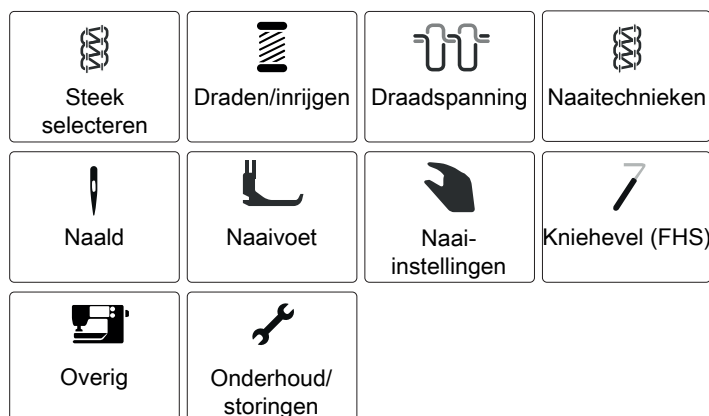 Steek
selecteren
Draden/inrijgen
Draadspanning
Naaitechnieken
Naald
Naaivoet
Naai-
instellingen
Kniehevel (FHS)
Overig
Onderhoud/
storingen